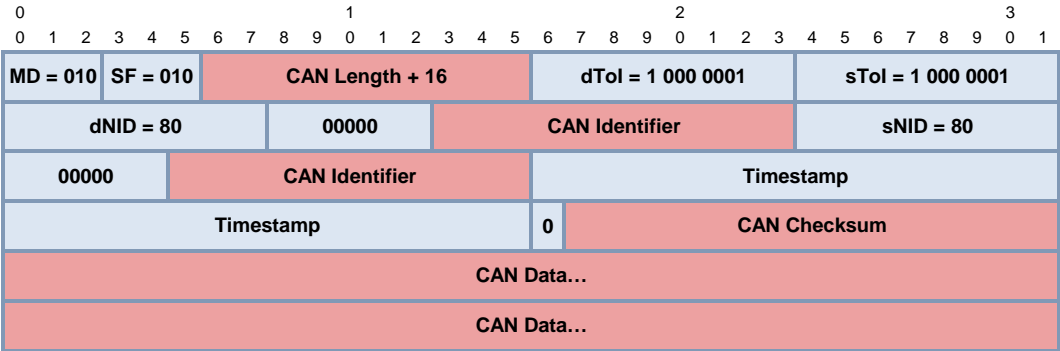 0 1 2 3
0 1 2 3 4 5 6 7 8 9 0 1 2 3 4 5 6 7 8 9 0 1 2 3 4 5 6 7 8 9 0 1
MD = 010 SF = 010 CAN Length + 16 dToI = 1 000 0001 sToI = 1 000 0001
dNID = 80 00000 CAN Identifier sNID = 80
00000 CAN Identifier Timestamp
Timestamp 0 CAN Checksum
CAN Data…
CAN Data…